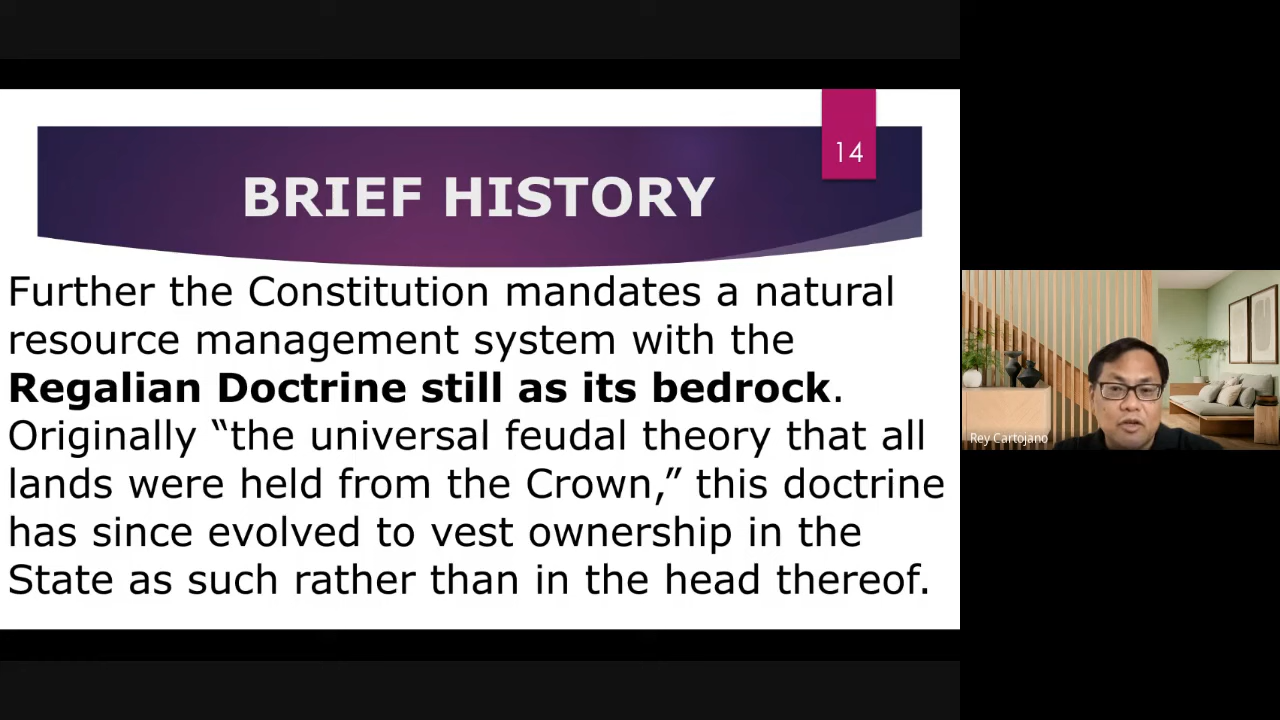 14
BRIEF HISTORY
Further the Constitution mandates a natural
resource management system with the
Regalian Doctrine still as its bedrock.
Originally “the universal feudal theory that all
lands were held from the Crown,” this doctrine
has since evolved to vest ownership in the
State as such rather than in the head thereof.
Rey Cartojano